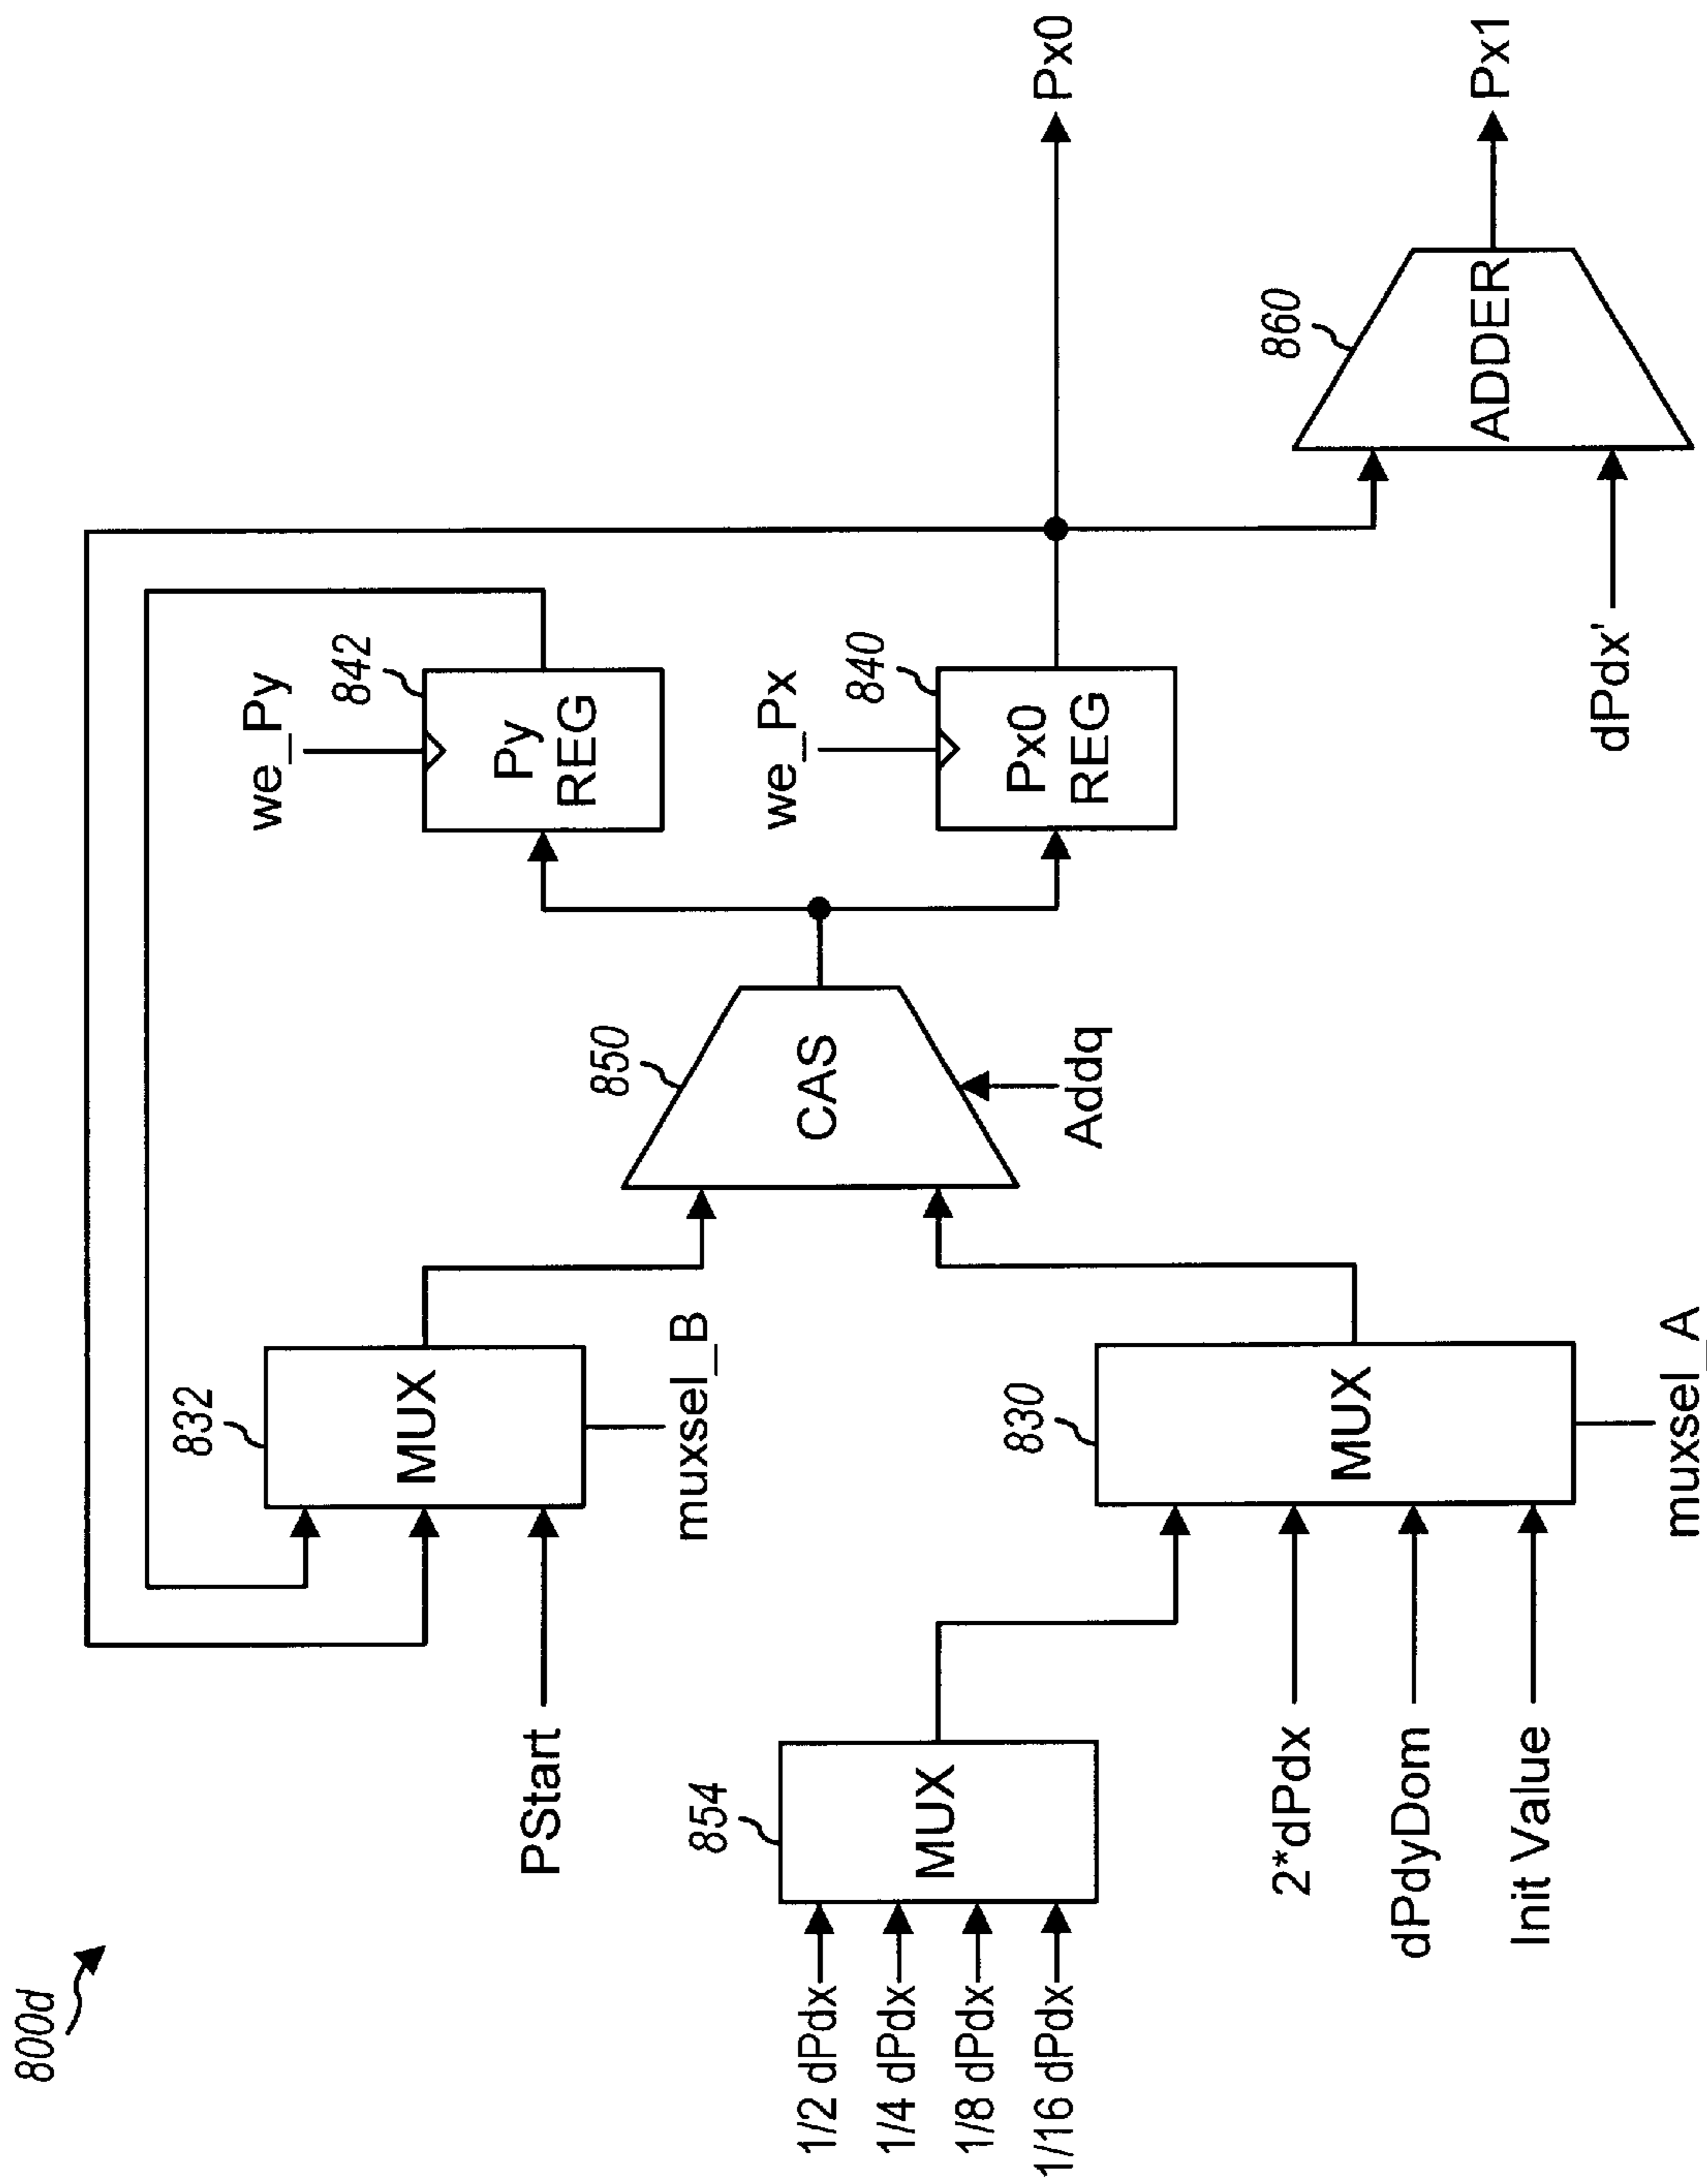 800d
1/2 dPdx
1/4 dPdx
1/8 dPdx
1/16 dPdx
854
MUX
PStart
2*dPdx
dPdyDom
Init Value
832
MUX
muxsel_B
830
MUX
muxsel_A
850
CAS
Addq
we_Py
842
Py
REG
we_Px
840
Px0
REG
dPdx'
860
ADDER
Px0
Px1